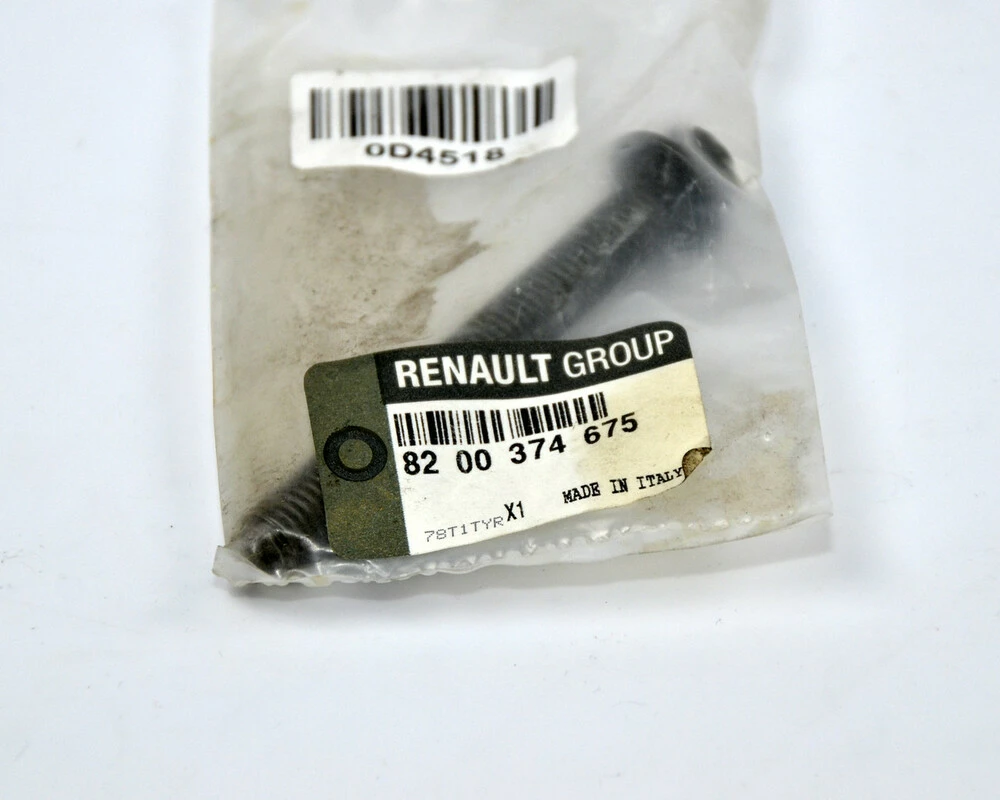 0D4518
RENAULT GROUP
82 00 374 675
78T1TYR X1 MADE IN ITALY